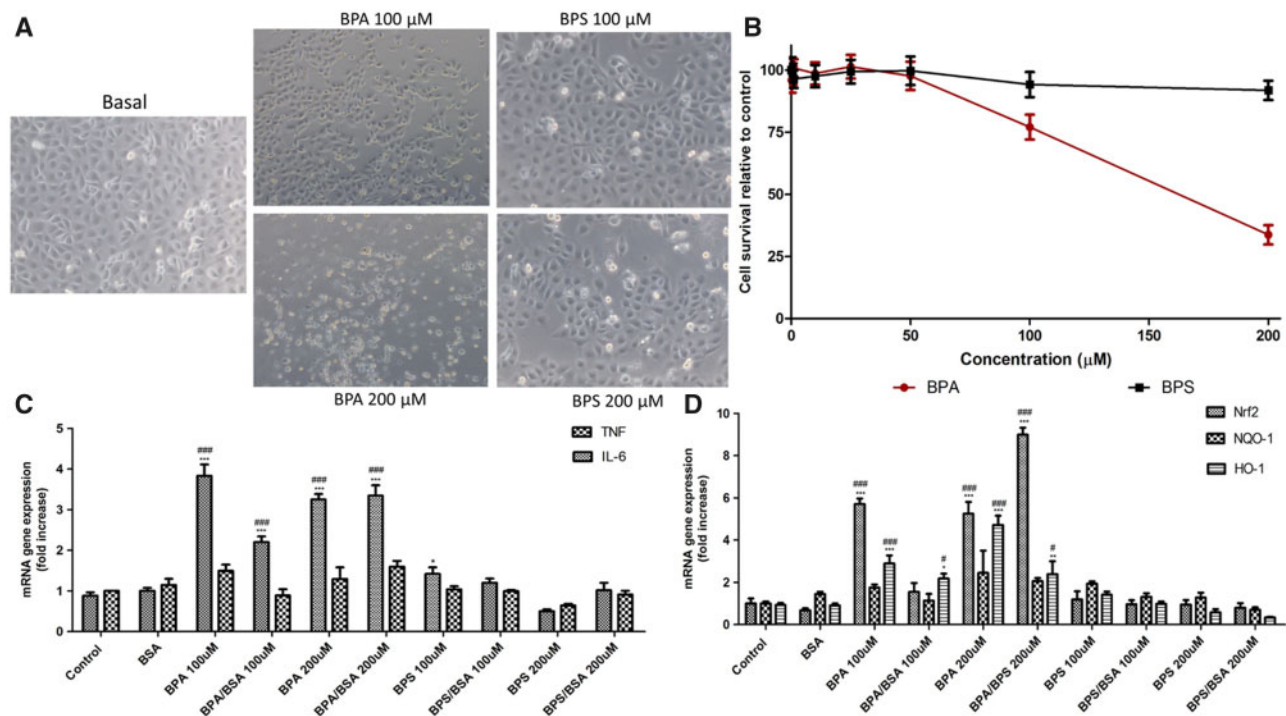 A
Basal
BPA 100 μM
BPS 100 μM
BPA 200 μM
BPS 200 μM
B
Cell survival relative to control
100
75
50
25
0
0
50
100
150
200
Concentration (μM)
BPA
BPS
C
mRNA gene expression
(fold increase)
5
4
3
2
1
0
TNF
IL-6
###
***
###
***
###
***
###
***
*
Control
BSA
BPA 100uM
BPA/BSA 100uM
BPA 200uM
BPA/BSA 200uM
BPS 100uM
BPS/BSA 100uM
BPS 200uM
BPS/BSA 200uM
D
mRNA gene expression
(fold increase)
10
8
6
4
2
0
Nrf2
NQO-1
HO-1
###
***
###
***
#
*
###
***
###
***
###
***
#
**
Control
BSA
BPA 100uM
BPA/BSA 100uM
BPA 200uM
BPA/BPS 200uM
BPS 100uM
BPS/BSA 100uM
BPS 200uM
BPS/BSA 200uM